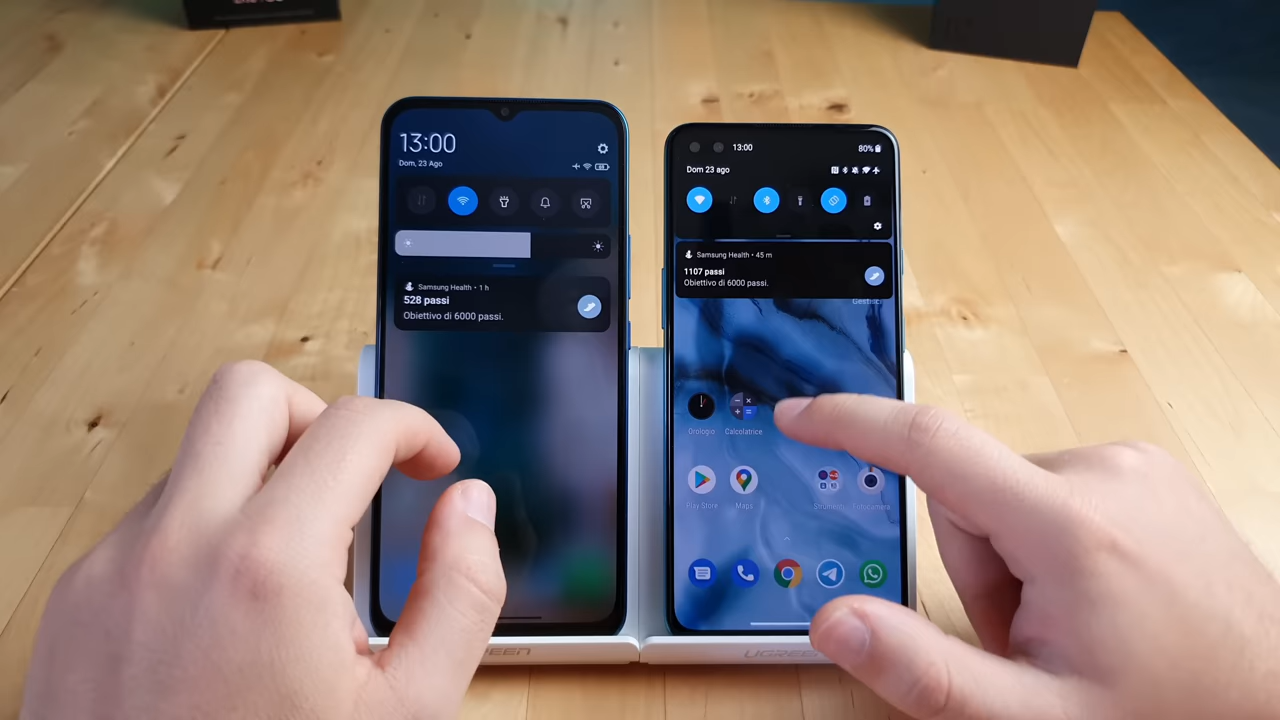 13:00
Dom, 23 Ago
Samsung Health • 1 h
528 passi
Obiettivo di 6000 passi.
13:00
80%
Dom 23 ago
Samsung Health • 45 m
1107 passi
Obiettivo di 6000 passi.
Gestisci
Orologio
Calcolatrice
Play Store
Maps
Strumenti
Fotocamera
UGREEN